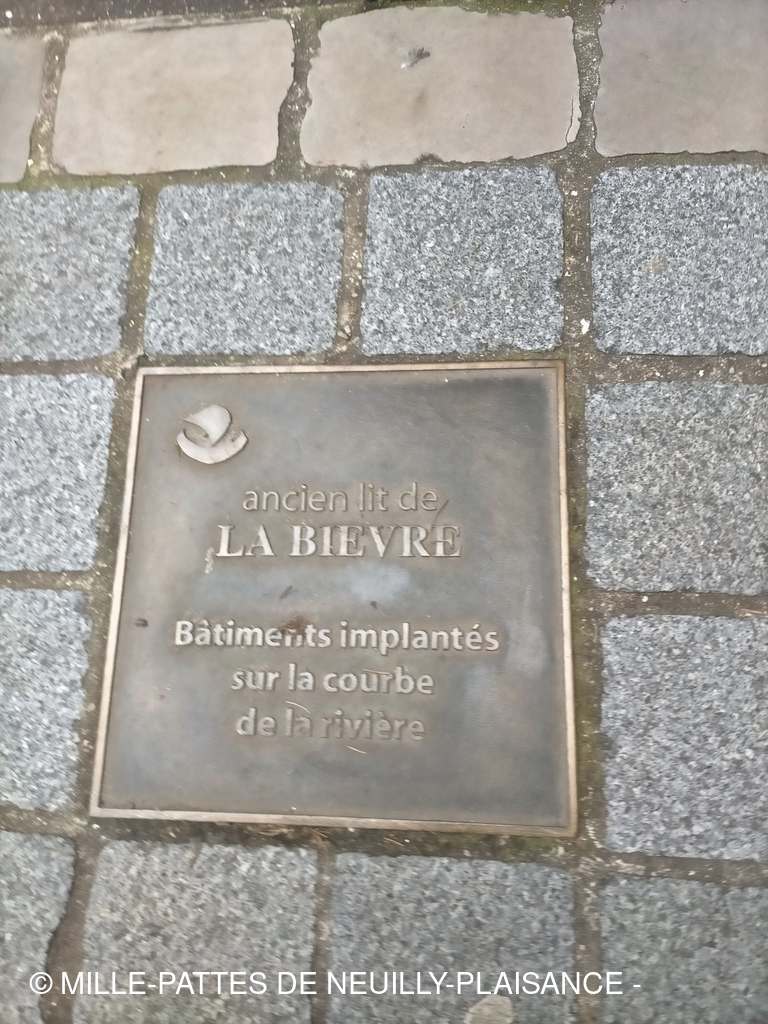 ancien lit de
LA BIEVRE
Bâtiments implantés
sur la courbe
de la rivière
© MILLE-PATTES DE NEUILLY-PLAISANCE -